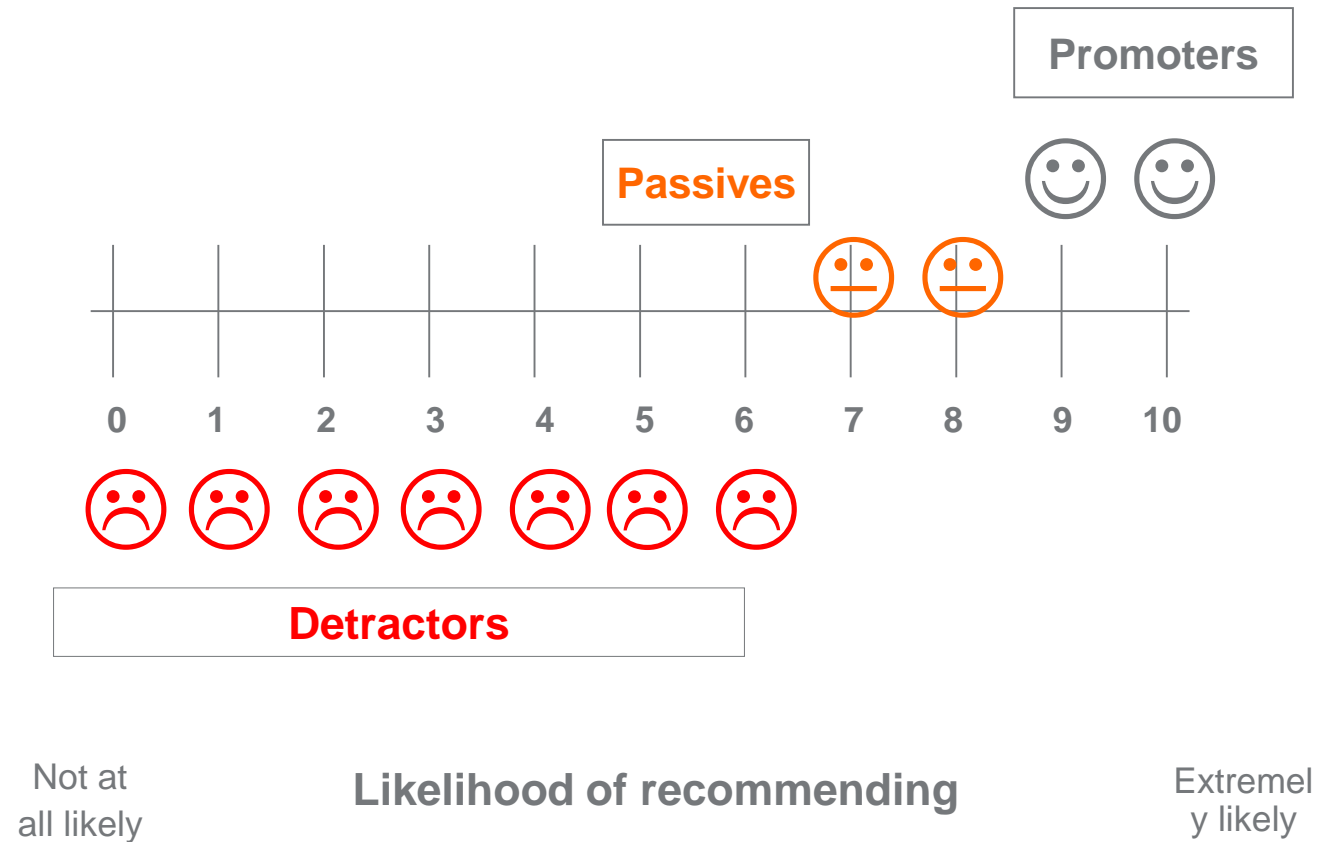 Promoters
Passives
0 1 2 3 4 5 6 7 8 9 10
Detractors
Not at
all likely
Likelihood of recommending
Extremel
y likely